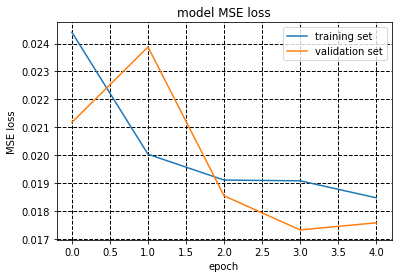 model MSE loss
training set
validation set
MSE loss
0.024
0.023
0.022
0.021
0.020
0.019
0.018
0.017
0.0 0.5 1.0 1.5 2.0 2.5 3.0 3.5 4.0
epoch